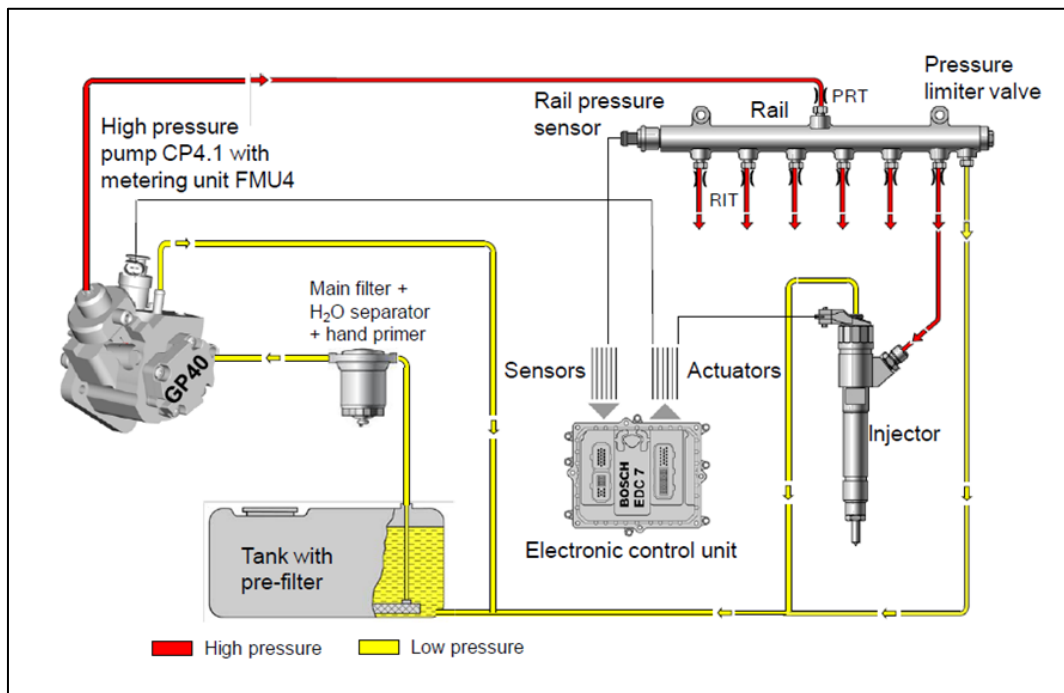 High pressure
pump CP4.1 with
metering unit FMU4
Rail pressure
sensor
Rail
PRT
Pressure
limiter valve
RIT
GP40
Main filter +
H₂O separator
+ hand primer
Sensors
Actuators
Injector
BOSCH
EDC 7
Electronic control unit
Tank with
pre-filter
High pressure
Low pressure